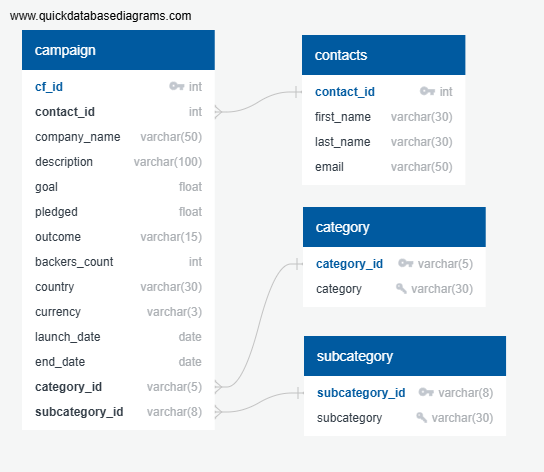 www.quickdatabasediagrams.com
campaign
cf_id int
contact_id int
company_name varchar(50)
description varchar(100)
goal float
pledged float
outcome varchar(15)
backers_count int
country varchar(30)
currency varchar(3)
launch_date date
end_date date
category_id varchar(5)
subcategory_id varchar(8)
contacts
contact_id int
first_name varchar(30)
last_name varchar(30)
email varchar(50)
category
category_id varchar(5)
category varchar(30)
subcategory
subcategory_id varchar(8)
subcategory varchar(30)